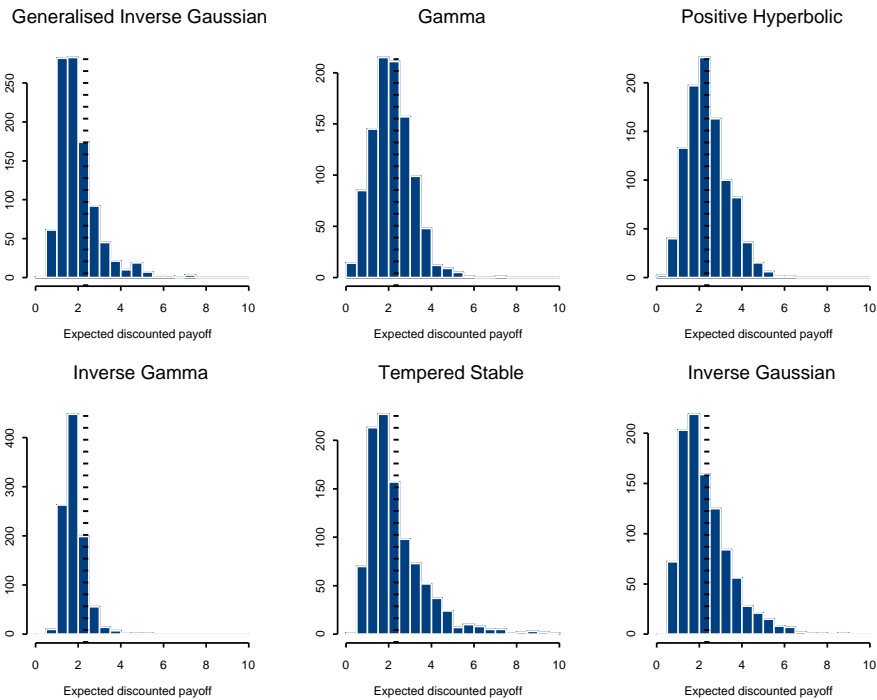 Generalised Inverse Gaussian
Gamma
Positive Hyperbolic
0 50 100 150 200 250
0 50 100 150 200
0 50 100 150 200
0 2 4 6 8 10
0 2 4 6 8 10
0 2 4 6 8 10
Expected discounted payoff
Expected discounted payoff
Expected discounted payoff
Inverse Gamma
Tempered Stable
Inverse Gaussian
0 100 200 300 400
0 50 100 150 200
0 50 100 150 200
0 2 4 6 8 10
0 2 4 6 8 10
0 2 4 6 8 10
Expected discounted payoff
Expected discounted payoff
Expected discounted payoff